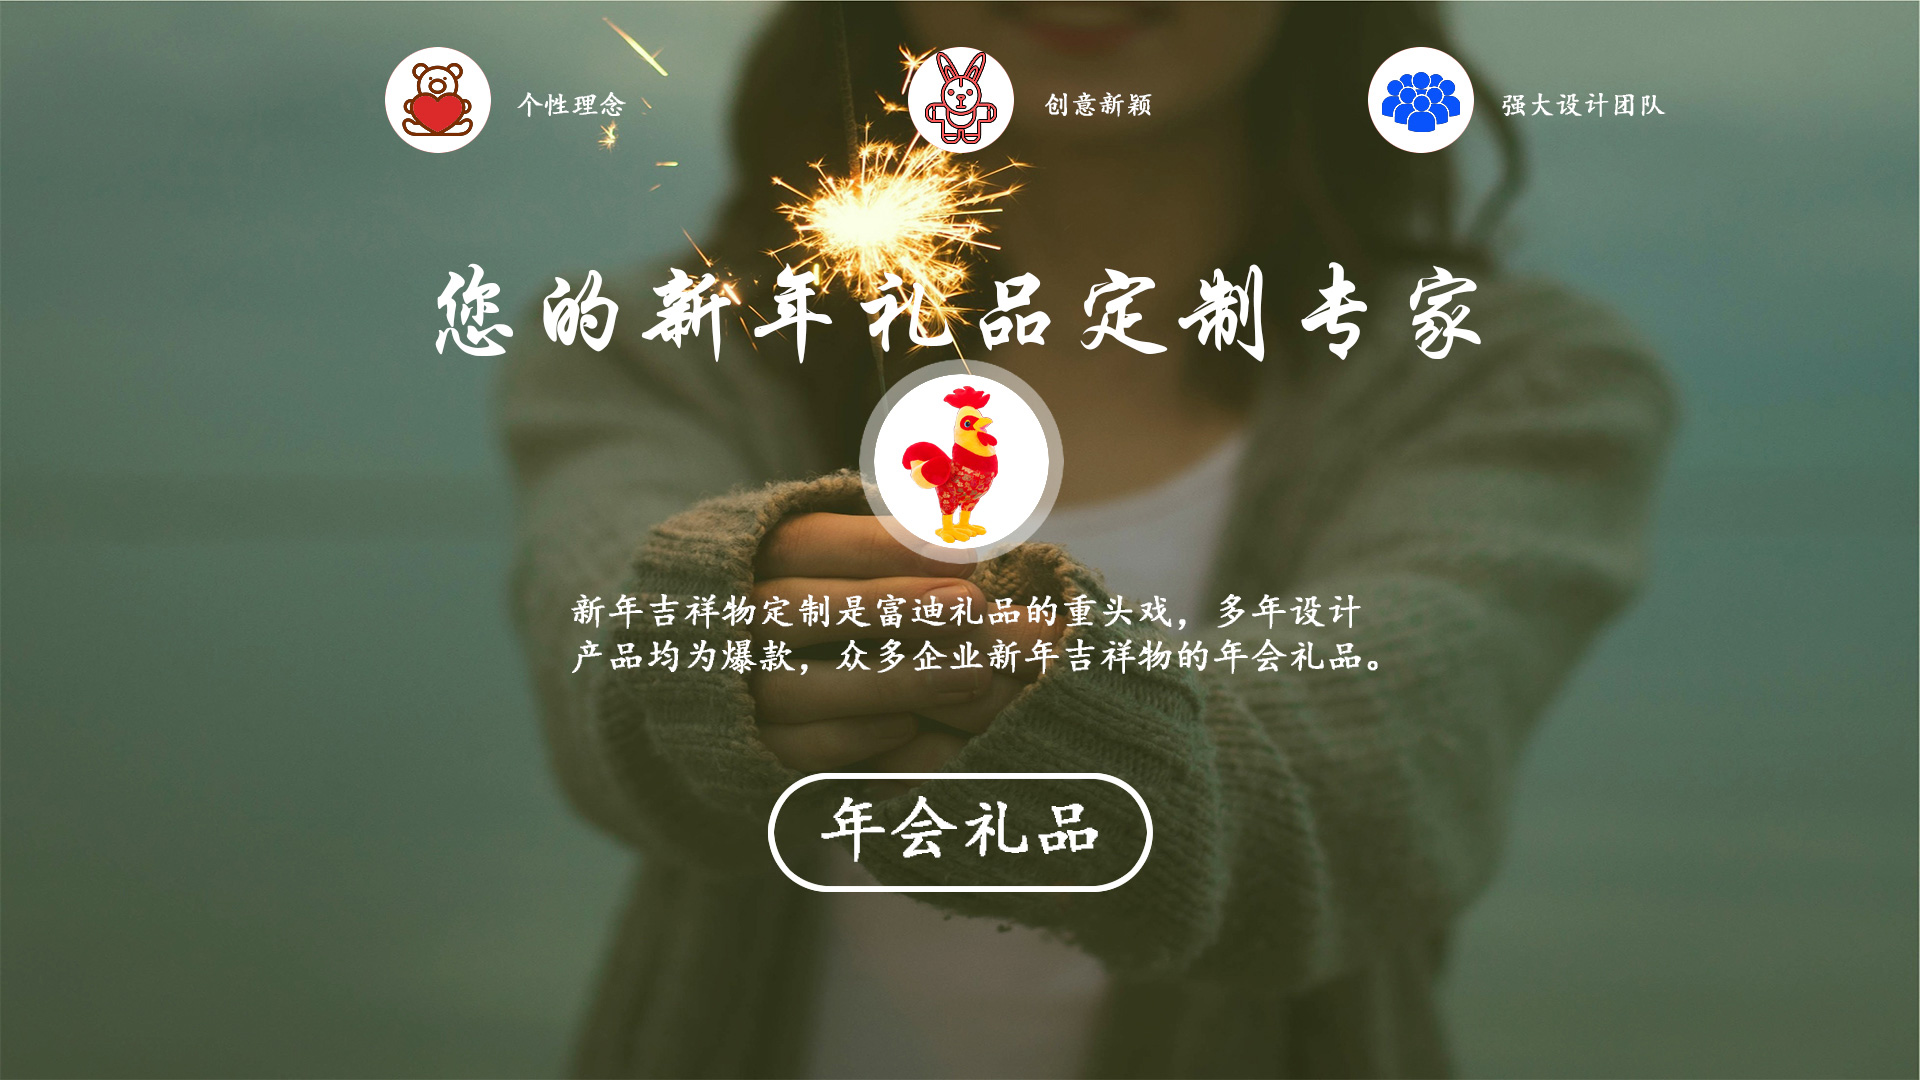 个性理念
创意新颖
强大设计团队
您的新年礼品定制专家
新年吉祥物定制是富迪礼品的重头戏，多年设计
产品均为爆款，众多企业新年吉祥物的年会礼品。
年会礼品